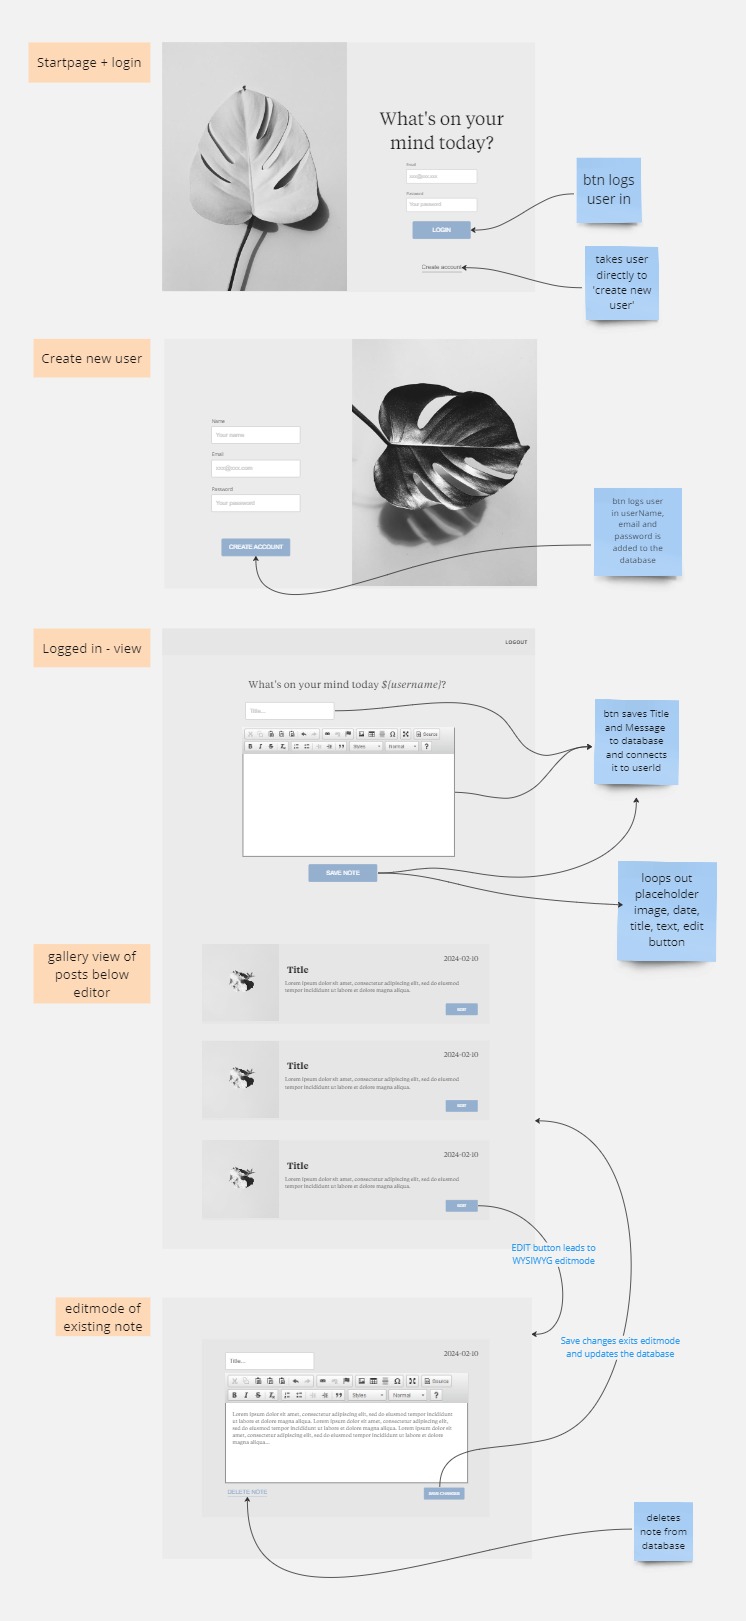 Startpage + login
What's on your
mind today?
Email
xxx@xxx.xxx
Password
Your password
LOGIN
Create account
btn logs
user in
takes user
directly to
'create new
user'
Create new user
Name
Your name
Email
xxx@xxx.com
Password
Your password
CREATE ACCOUNT
btn logs user
in userName,
email and
password is
added to the
database
Logged in - view
LOGOUT
What's on your mind today ${username}?
Title...
Source
Styles
Normal
?
SAVE NOTE
btn saves Title
and Message
to database
and connects
it to userId
loops out
placeholder
image, date,
title, text, edit
button
gallery view of
posts below
editor
2024-02-10
Title
Lorem ipsum dolor sit amet, consectetur adipiscing elit, sed do eiusmod
tempor incididunt ut labore et dolore magna aliqua.
EDIT
2024-02-10
Title
Lorem ipsum dolor sit amet, consectetur adipiscing elit, sed do eiusmod
tempor incididunt ut labore et dolore magna aliqua.
EDIT
2024-02-10
Title
Lorem ipsum dolor sit amet, consectetur adipiscing elit, sed do eiusmod
tempor incididunt ut labore et dolore magna aliqua.
EDIT
EDIT button leads to
WYSIWYG editmode
editmode of
existing note
Save changes exits editmode
and updates the database
2024-02-10
Title...
Source
Styles
Normal
?
Lorem ipsum dolor sit amet, consectetur adipiscing elit, sed do eiusmod tempor incididunt
ut labore et dolore magna aliqua. Lorem ipsum dolor sit amet, consectetur adipiscing elit,
sed do eiusmod tempor incididunt ut labore et dolore magna aliqua. Lorem ipsum dolor sit
amet, consectetur adipiscing elit, sed do eiusmod tempor incididunt ut labore et dolore
magna aliqua...
DELETE NOTE
SAVE CHANGES
deletes
note from
database